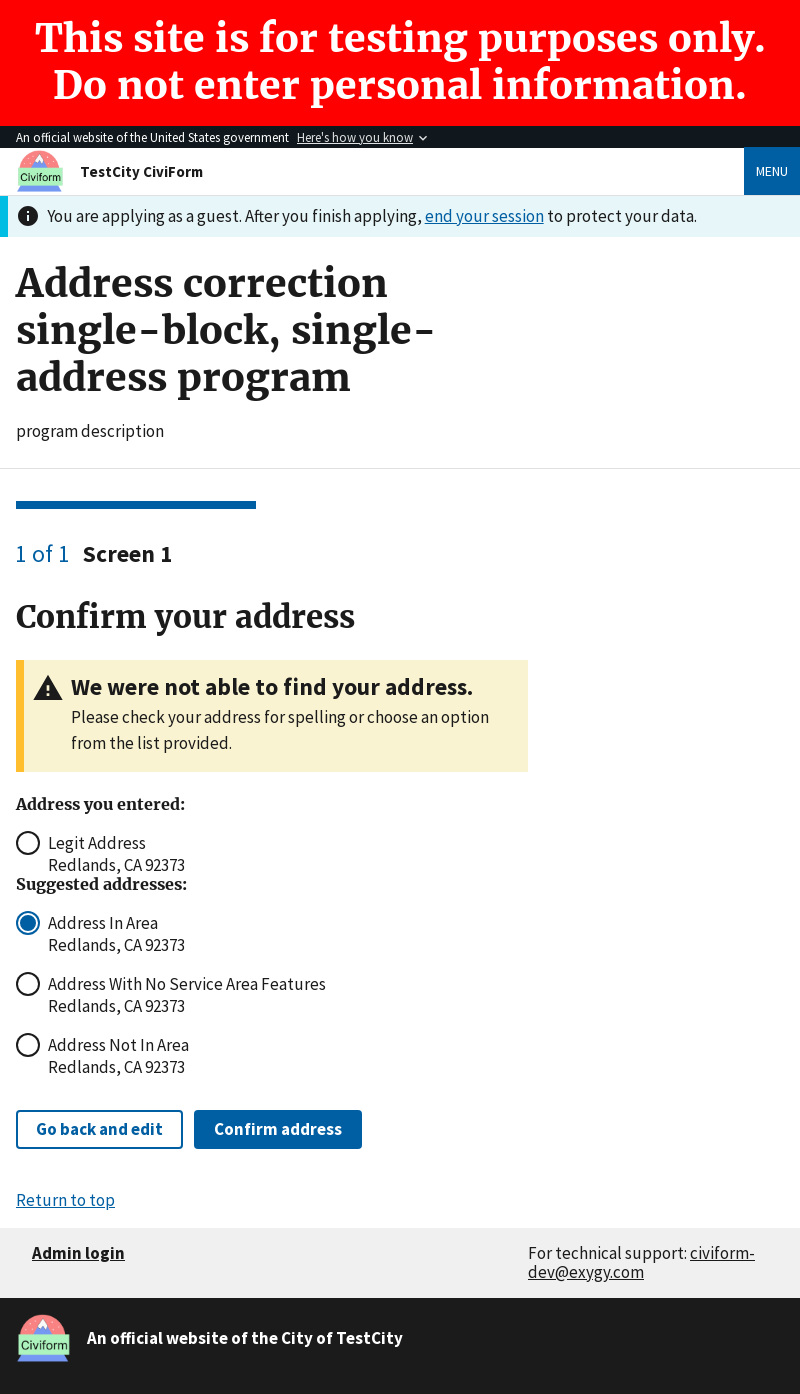 This site is for testing purposes only.
Do not enter personal information.
An official website of the United States government Here's how you know
Civiform
TestCity CiviForm
MENU
You are applying as a guest. After you finish applying, end your session to protect your data.
Address correction
single-block, single-
address program
program description
1 of 1 Screen 1
Confirm your address
We were not able to find your address.
Please check your address for spelling or choose an option
from the list provided.
Address you entered:
Legit Address
Redlands, CA 92373
Suggested addresses:
Address In Area
Redlands, CA 92373
Address With No Service Area Features
Redlands, CA 92373
Address Not In Area
Redlands, CA 92373
Go back and edit
Confirm address
Return to top
Admin login
For technical support: civiform-
dev@exygy.com
Civiform
An official website of the City of TestCity